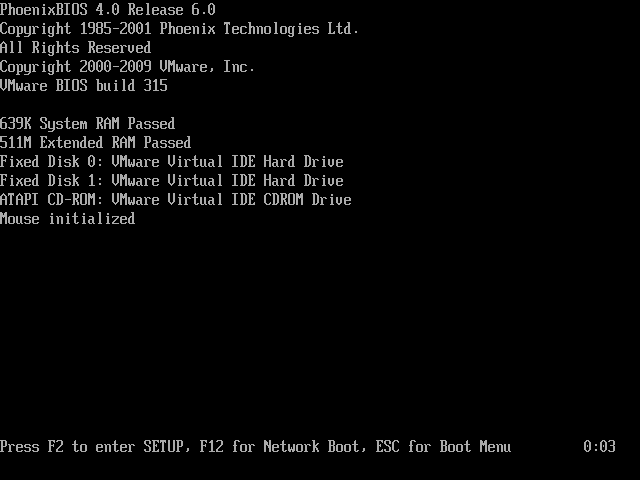 PhoenixBIOS 4.0 Release 6.0
Copyright 1985-2001 Phoenix Technologies Ltd.
All Rights Reserved
Copyright 2000-2009 VMware, Inc.
VMware BIOS build 315
639K System RAM Passed
511M Extended RAM Passed
Fixed Disk 0: VMware Virtual IDE Hard Drive
Fixed Disk 1: VMware Virtual IDE Hard Drive
ATAPI CD-ROM: VMware Virtual IDE CDROM Drive
Mouse initialized
Press F2 to enter SETUP, F12 for Network Boot, ESC for Boot Menu 0:03